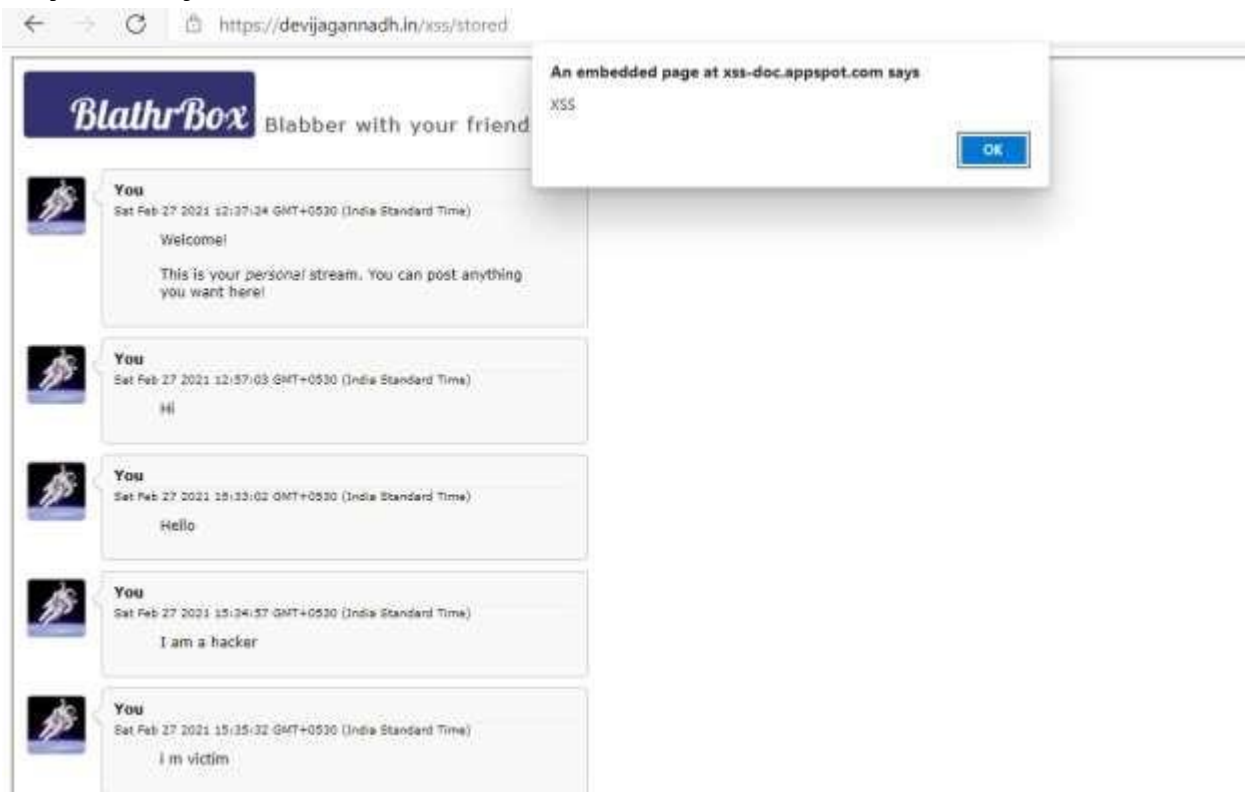 https://devijagannadh.in/xss/stored
An embedded page at xss-doc.appspot.com says
XSS
OK
BlathrBox Blabber with your friend
You
Sat Feb 27 2021 12:37:24 GMT+0530 (India Standard Time)
Welcome!
This is your personal stream. You can post anything
you want here!
You
Sat Feb 27 2021 12:57:03 GMT+0530 (India Standard Time)
Hi
You
Sat Feb 27 2021 15:33:02 GMT+0530 (India Standard Time)
Hello
You
Sat Feb 27 2021 15:34:57 GMT+0530 (India Standard Time)
I am a hacker
You
Sat Feb 27 2021 15:35:32 GMT+0530 (India Standard Time)
i m victim